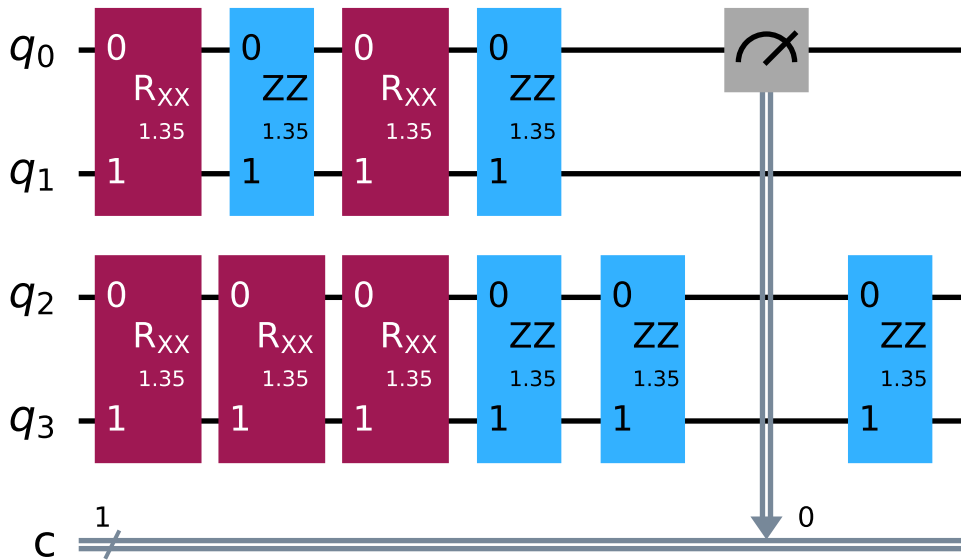 q0 0 0 0 0
RXX ZZ RXX ZZ
1.35 1.35 1.35 1.35
q1 1 1 1 1
q2 0 0 0 0 0 0
RXX RXX RXX ZZ ZZ ZZ
1.35 1.35 1.35 1.35 1.35 1.35
q3 1 1 1 1 1 1
1 0
c